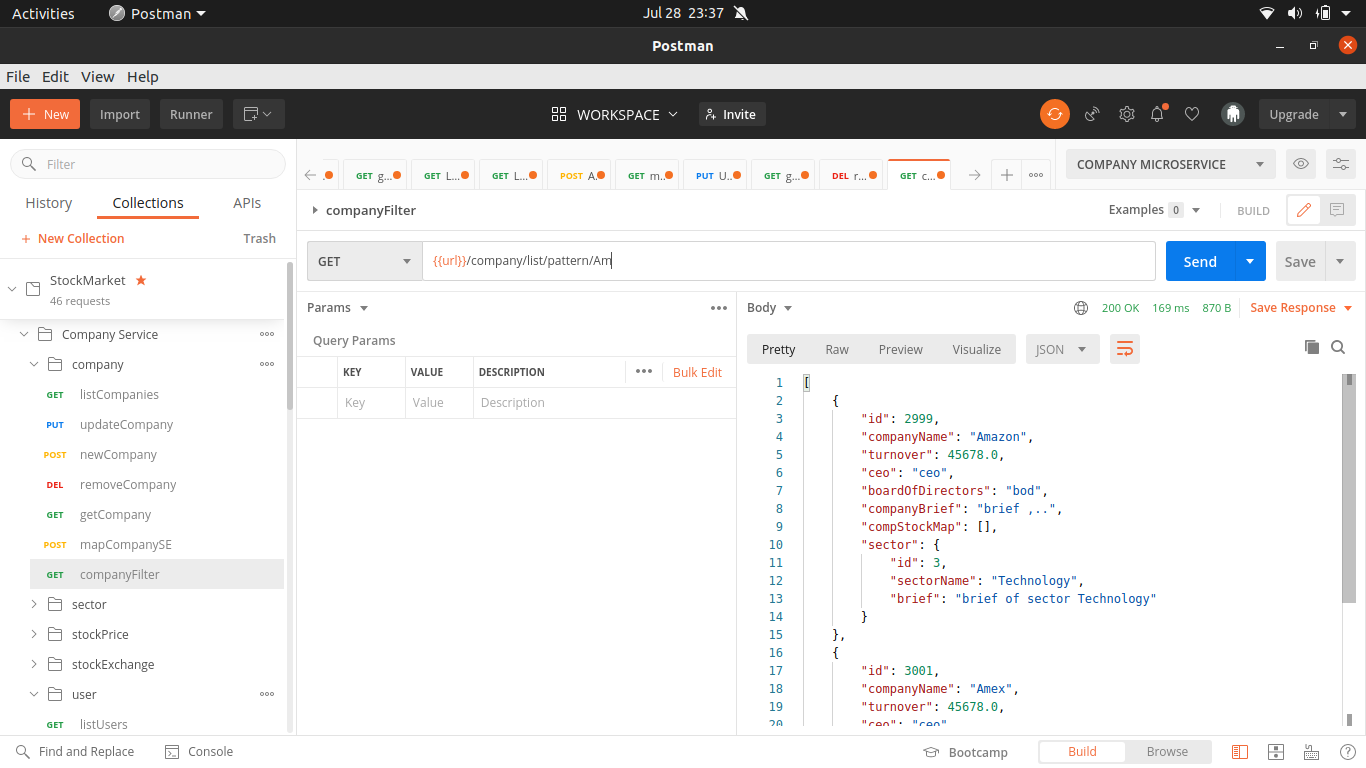 Activities Postman Jul 28 23:37
Postman
File Edit View Help
+ New Import Runner WORKSPACE Invite Upgrade
Filter
History Collections APIs
+ New Collection Trash
StockMarket
46 requests
Company Service
company
GET listCompanies
PUT updateCompany
POST newCompany
DEL removeCompany
GET getCompany
POST mapCompanySE
GET companyFilter
sector
stockPrice
stockExchange
user
GET listUsers
GET g... GET L... GET L... POST A.. GET m.. PUT U... GET g... DEL r... GET c... COMPANY MICROSERVICE
companyFilter Examples 0 BUILD
GET {{url}}/company/list/pattern/Am Send Save
Params
Query Params
KEY VALUE DESCRIPTION Bulk Edit
Key Value Description
Body 200 OK 169 ms 870 B Save Response
Pretty Raw Preview Visualize JSON
1 [
2 {
3 "id": 2999,
4 "companyName": "Amazon",
5 "turnover": 45678.0,
6 "ceo": "ceo",
7 "boardOfDirectors": "bod",
8 "companyBrief": "brief ,..",
9 "compStockMap": [],
10 "sector": {
11 "id": 3,
12 "sectorName": "Technology",
13 "brief": "brief of sector Technology"
14 }
15 },
16 {
17 "id": 3001,
18 "companyName": "Amex",
19 "turnover": 45678.0,
20 "ceo": "ceo"
Find and Replace Console Bootcamp Build Browse